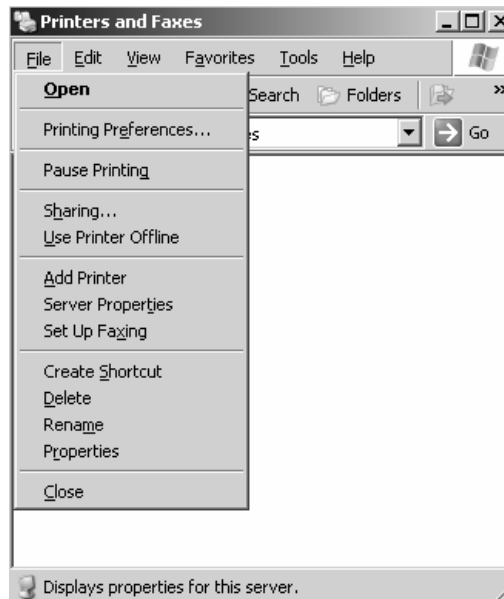 Printers and Faxes
File Edit View Favorites Tools Help
Search Folders »
s Go
Open
Printing Preferences...
Pause Printing
Sharing...
Use Printer Offline
Add Printer
Server Properties
Set Up Faxing
Create Shortcut
Delete
Rename
Properties
Close
Displays properties for this server.